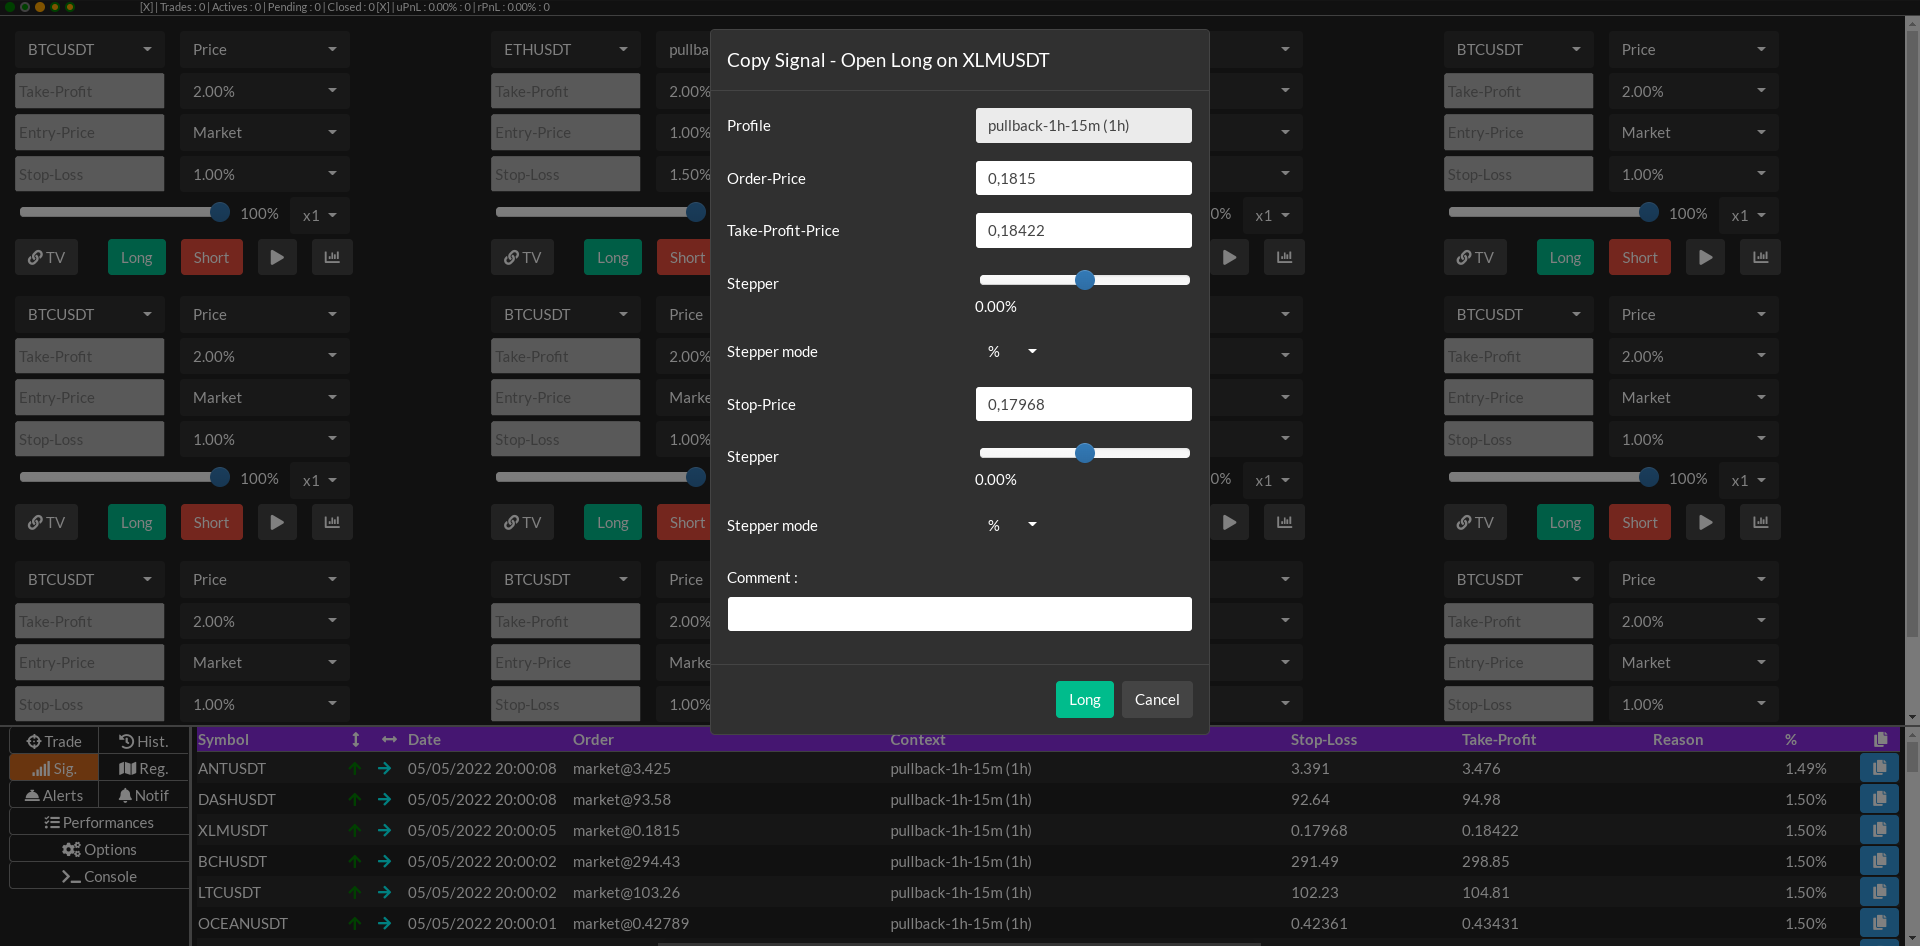 [X] | Trades : 0 | Actives : 0 | Pending : 0 | Closed : 0 [X] | uPnL : 0.00% : 0 | rPnL : 0.00% : 0
BTCUSDT Price ETHUSDT pullba BTCUSDT Price
Take-Profit 2.00% Take-Profit 2.00% Take-Profit 2.00%
Entry-Price Market Entry-Price 1.00% Entry-Price Market
Stop-Loss 1.00% Stop-Loss 1.50% Stop-Loss 1.00%
100% x1 0% x1 100% x1
TV Long Short TV Long Short TV Long Short
BTCUSDT Price BTCUSDT Price BTCUSDT Price
Take-Profit 2.00% Take-Profit 2.00% Take-Profit 2.00%
Entry-Price Market Entry-Price Marke Entry-Price Market
Stop-Loss 1.00% Stop-Loss 1.00% Stop-Loss 1.00%
100% x1 0% x1 100% x1
TV Long Short TV Long Short TV Long Short
BTCUSDT Price BTCUSDT Price BTCUSDT Price
Take-Profit 2.00% Take-Profit 2.00% Take-Profit 2.00%
Entry-Price Market Entry-Price Marke Entry-Price Market
Stop-Loss 1.00% Stop-Loss 1.00% Stop-Loss 1.00%
Copy Signal - Open Long on XLMUSDT
Profile pullback-1h-15m (1h)
Order-Price 0,1815
Take-Profit-Price 0,18422
Stepper
0.00%
Stepper mode %
Stop-Price 0,17968
Stepper
0.00%
Stepper mode %
Comment :
Long Cancel
Trade Hist.
Sig. Reg.
Alerts Notif
Performances
Options
Console
Symbol Date Order Context Stop-Loss Take-Profit Reason %
ANTUSDT 05/05/2022 20:00:08 market@3.425 pullback-1h-15m (1h) 3.391 3.476 1.49%
DASHUSDT 05/05/2022 20:00:08 market@93.58 pullback-1h-15m (1h) 92.64 94.98 1.50%
XLMUSDT 05/05/2022 20:00:05 market@0.1815 pullback-1h-15m (1h) 0.17968 0.18422 1.50%
BCHUSDT 05/05/2022 20:00:02 market@294.43 pullback-1h-15m (1h) 291.49 298.85 1.50%
LTCUSDT 05/05/2022 20:00:02 market@103.26 pullback-1h-15m (1h) 102.23 104.81 1.50%
OCEANUSDT 05/05/2022 20:00:01 market@0.42789 pullback-1h-15m (1h) 0.42361 0.43431 1.50%